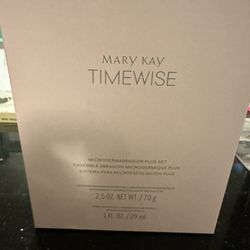 MARY KAY
TIMEWISE
MICRODERMABRASION PLUS SET
ENSEMBLE ABRASION MICRODERMIQUE PLUS
SISTEMA PARA MICROEXFOLIACIÓN PLUS
2.5 OZ. NET WT. / 70 g
1 FL. OZ. / 29 mL